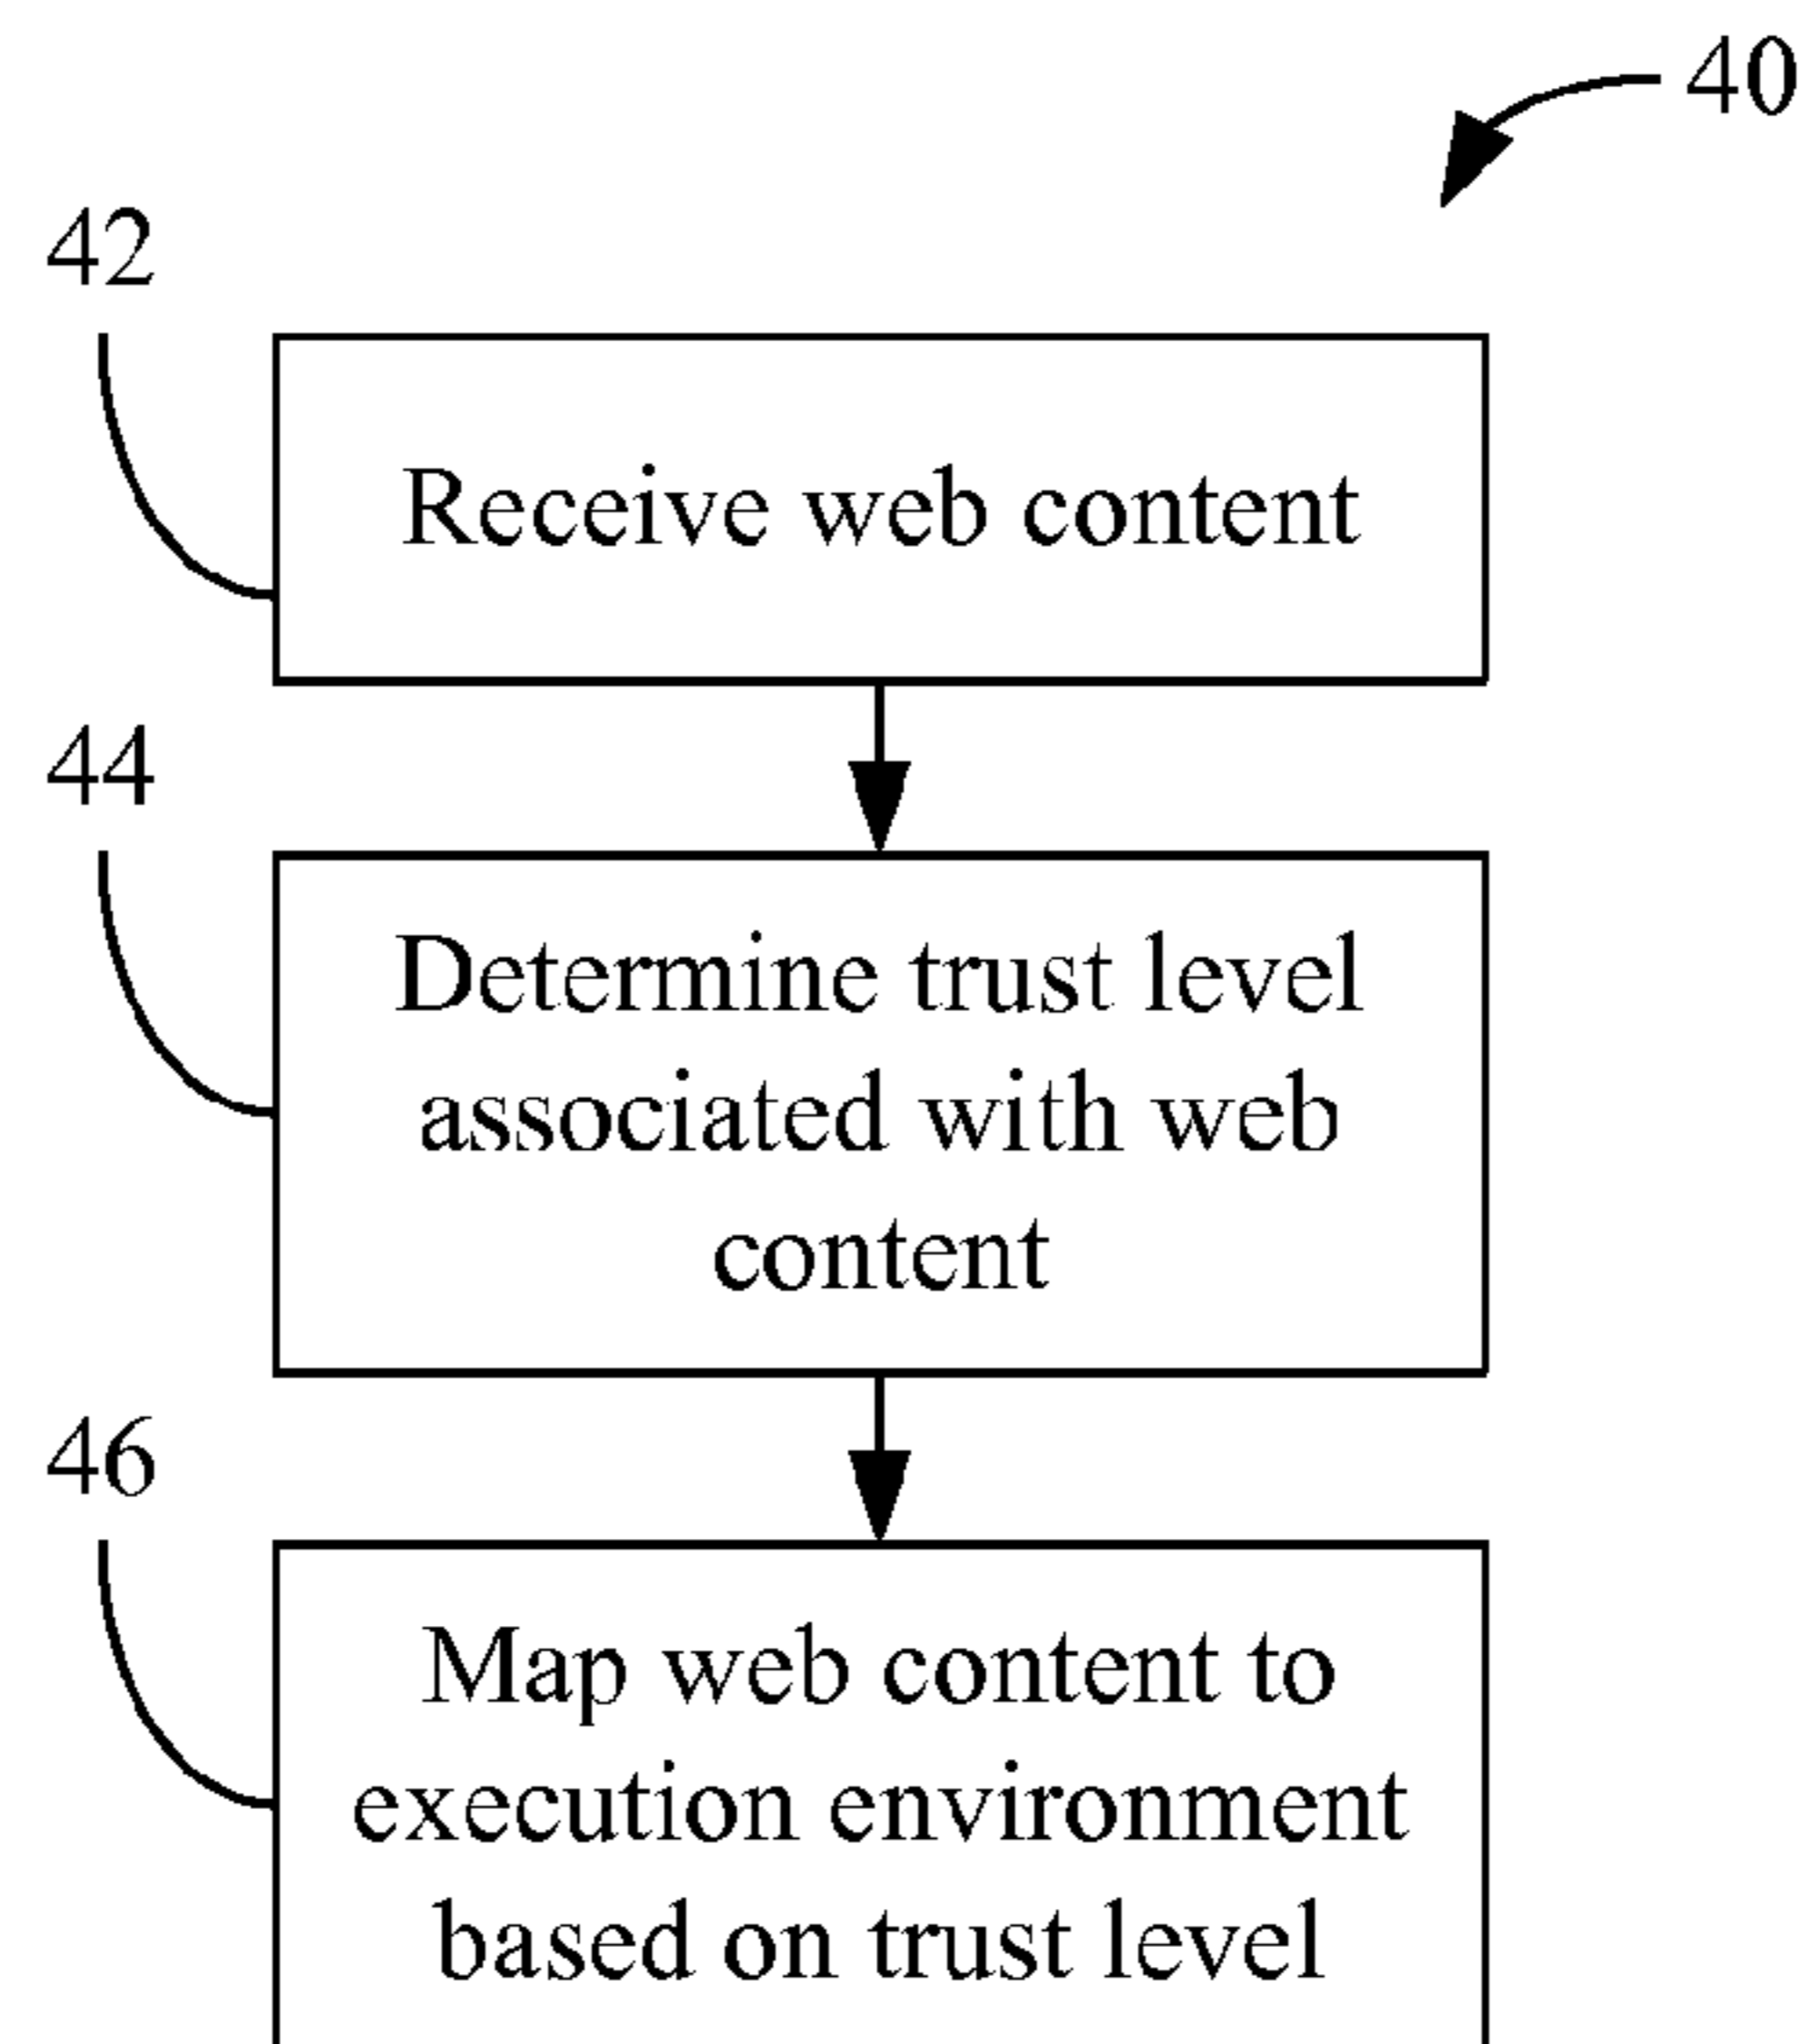 40
42
Receive web content
44
Determine trust level
associated with web
content
46
Map web content to
execution environment
based on trust level